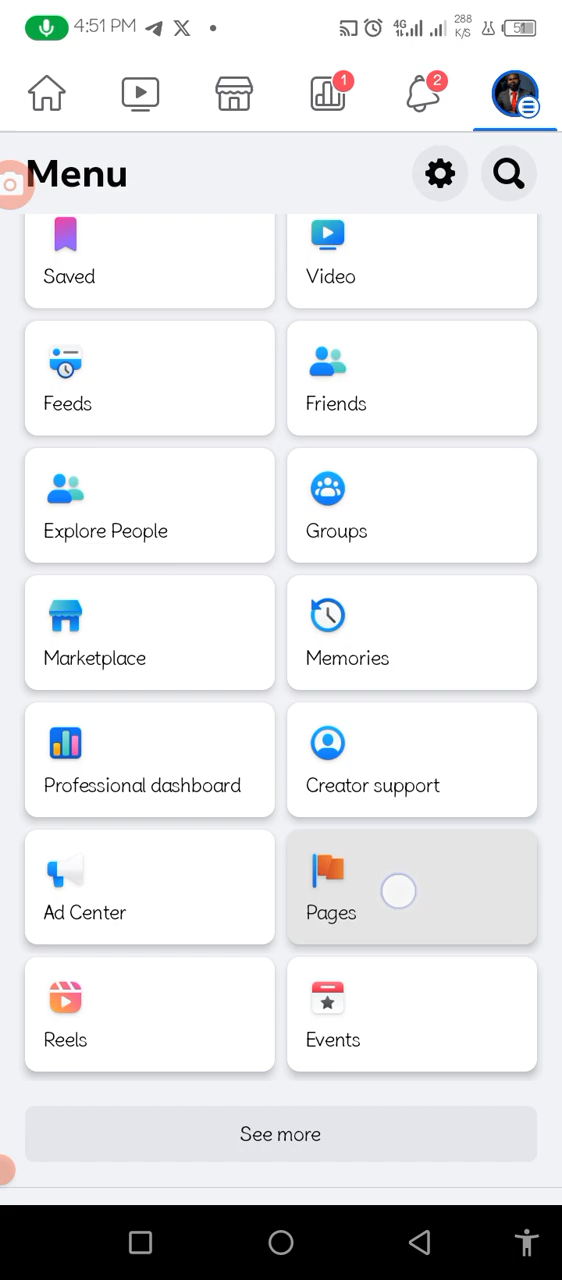 4:51 PM
4G
288
K/S
51
1
2
Menu
Saved
Video
Feeds
Friends
Explore People
Groups
Marketplace
Memories
Professional dashboard
Creator support
Ad Center
Pages
Reels
Events
See more